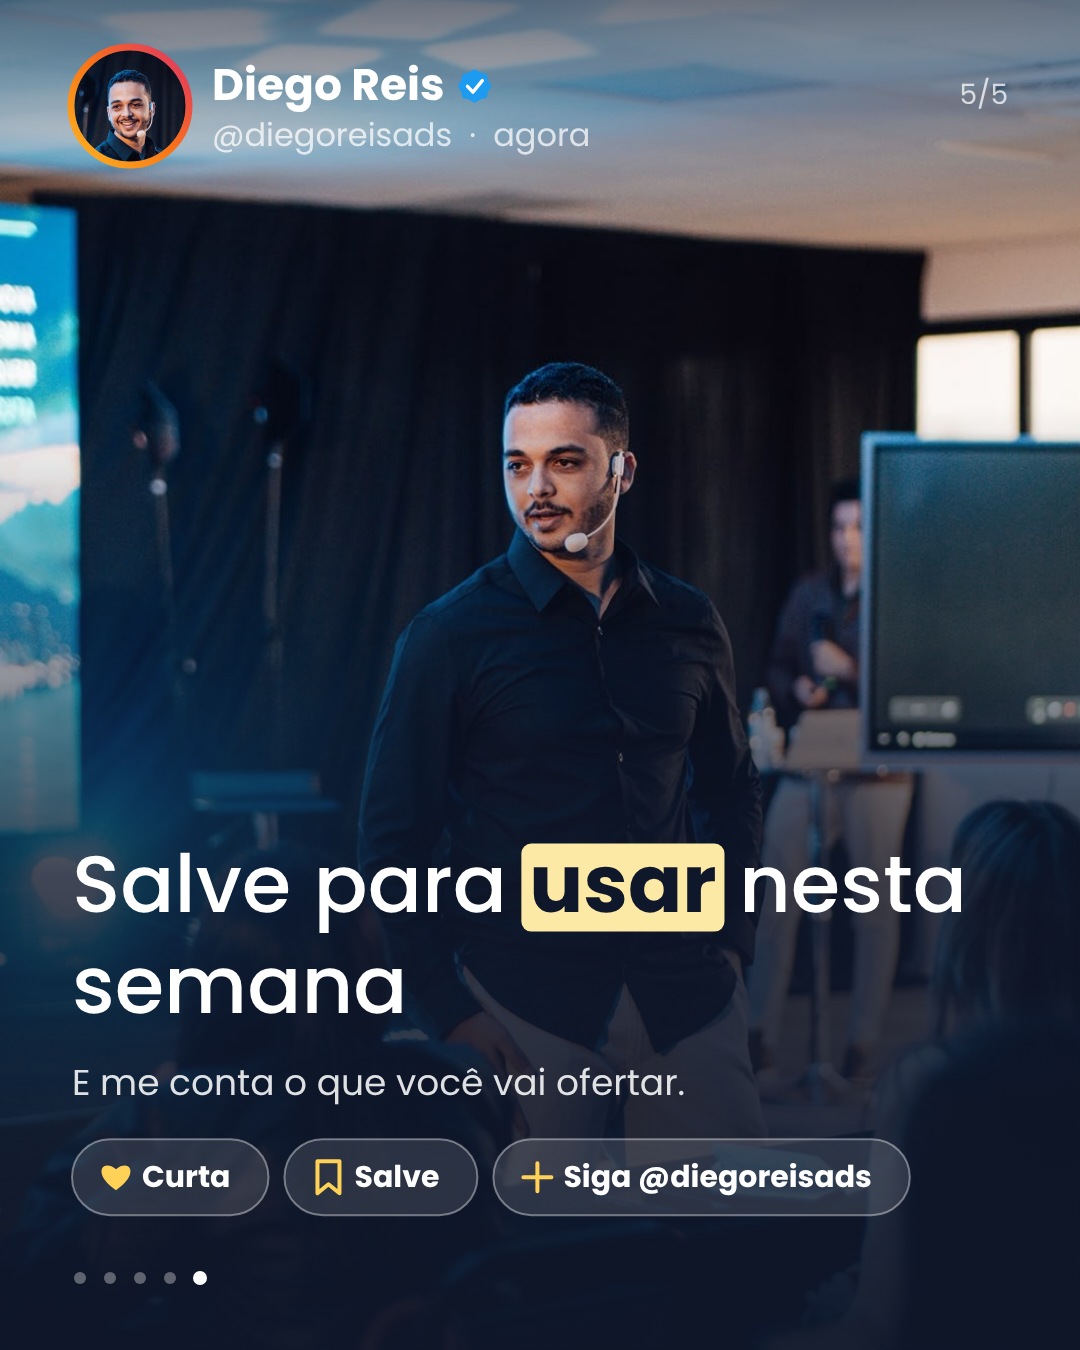 Diego Reis
@diegoreisads · agora
5/5
Salve para usar nesta
semana
E me conta o que você vai ofertar.
Curta
Salve
Siga @diegoreisads